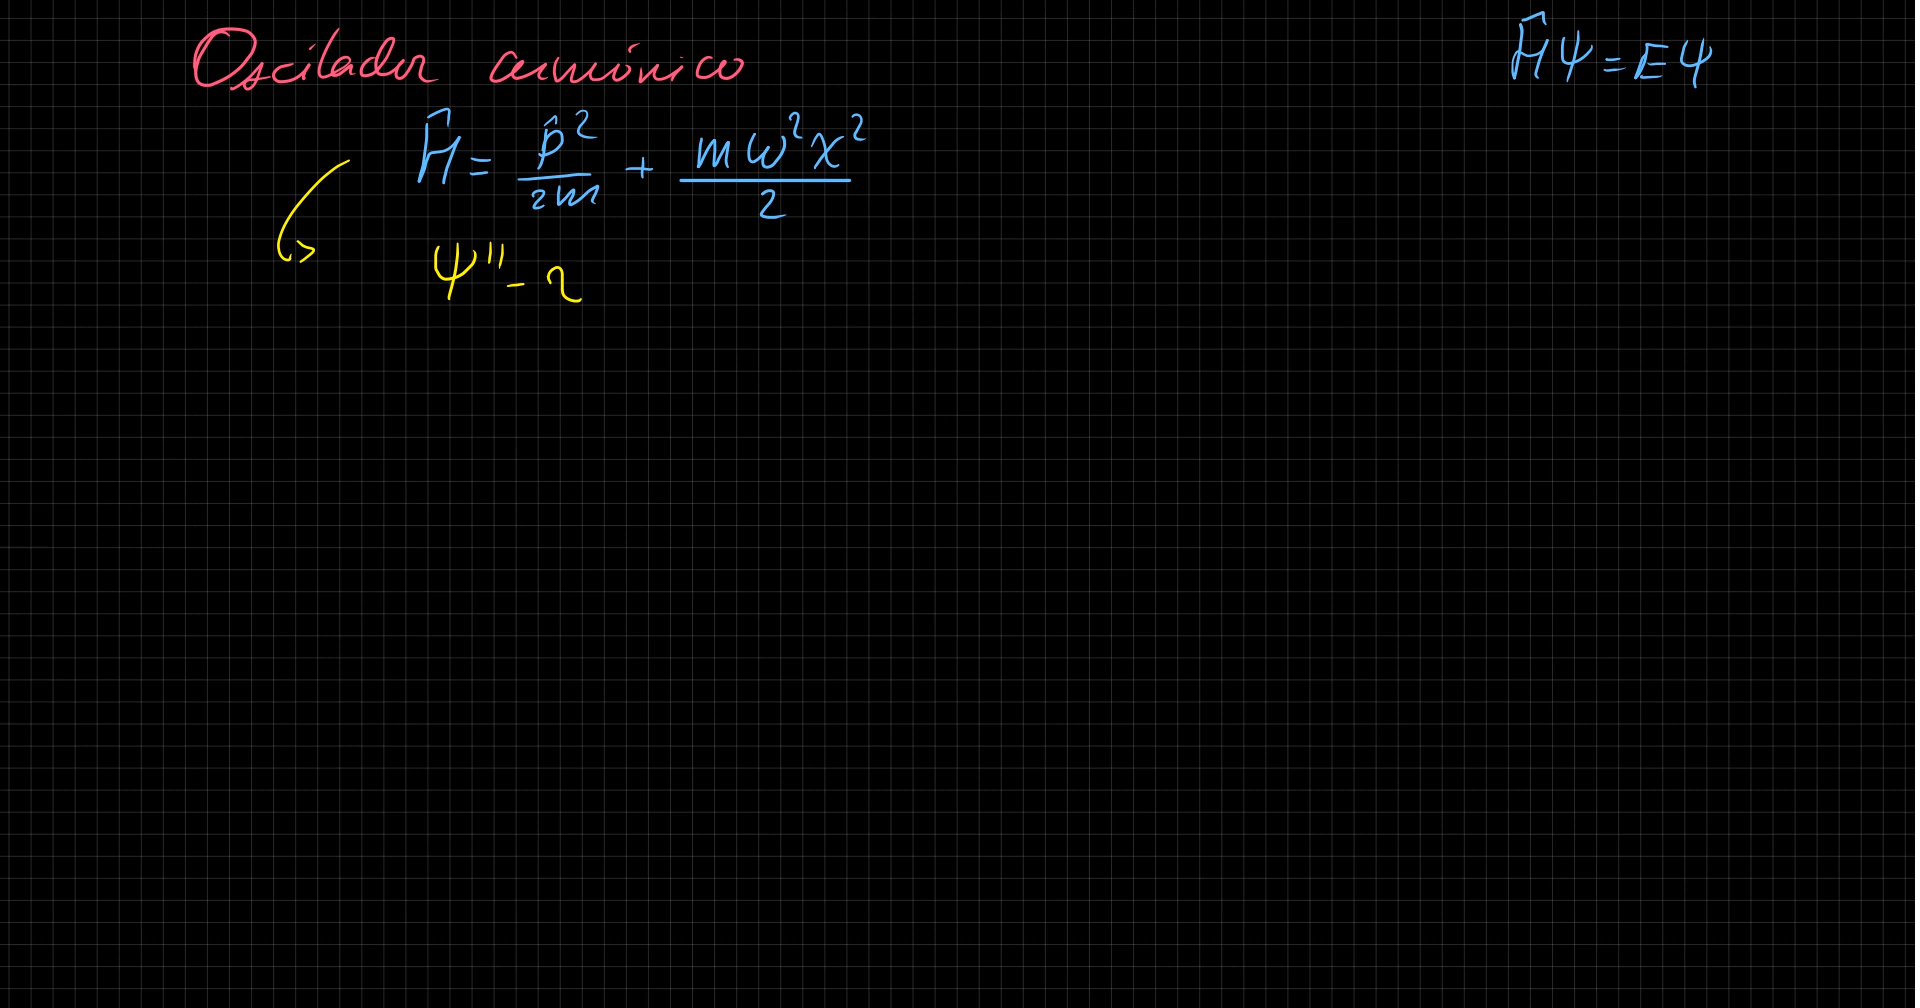 Oscilador armónico
Ĥψ = Eψ
Ĥ = p̂²/2m + mω²x²/2
ψ'' - 2